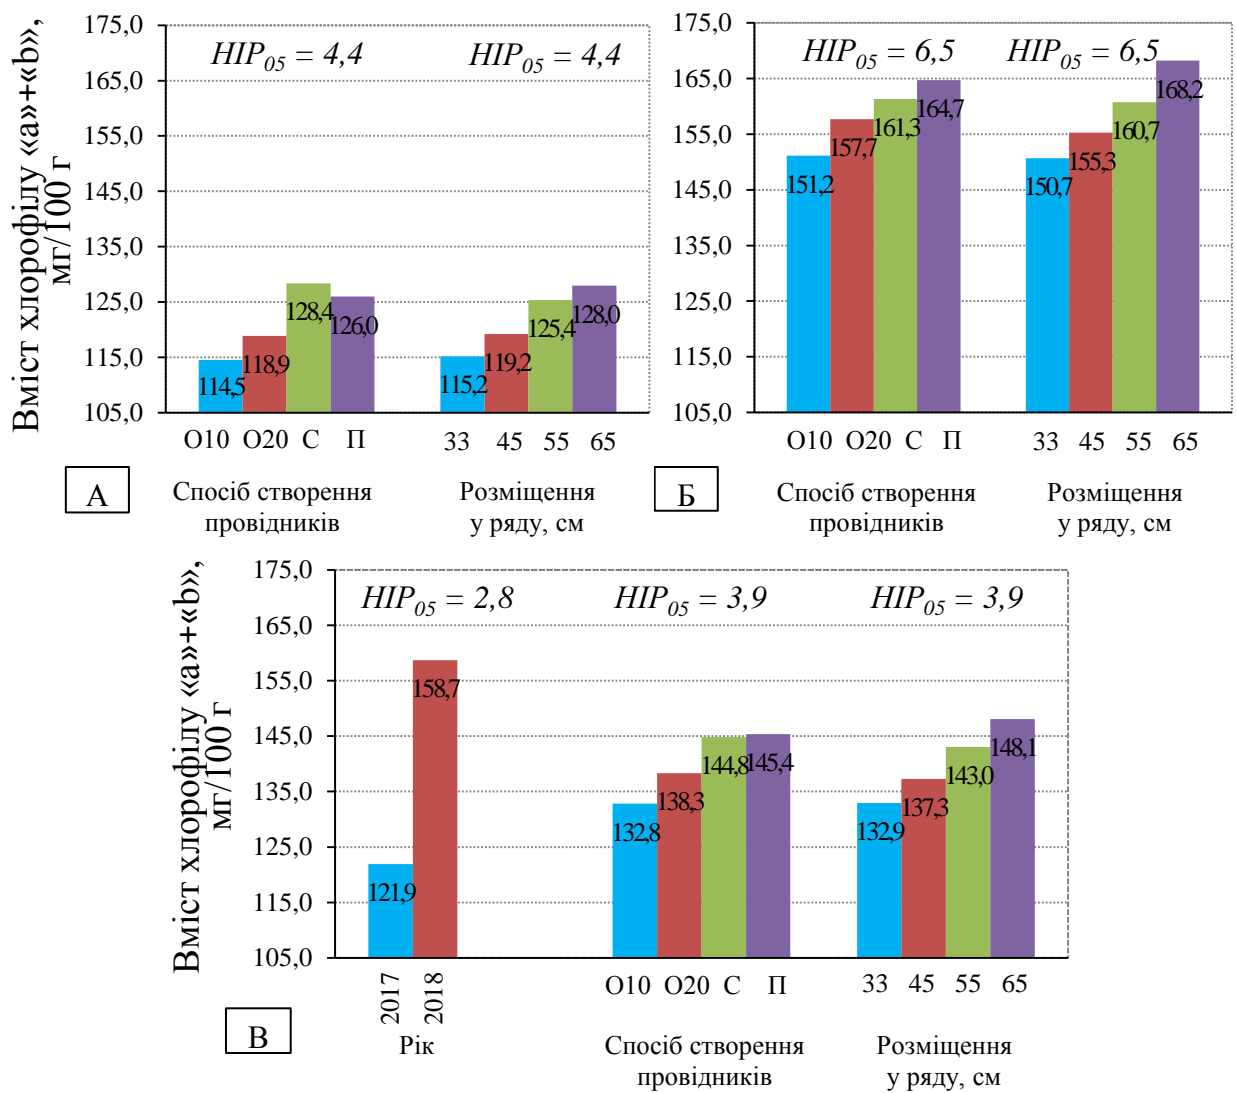 Вміст хлорофілу «а»+«b»,
мг/100 г
175,0
165,0
155,0
145,0
135,0
125,0
115,0
105,0
НІР05 = 4,4
НІР05 = 4,4
114,5
118,9
128,4
126,0
115,2
119,2
125,4
128,0
О10 О20 С П
33 45 55 65
А
Спосіб створення
провідників
Розміщення
у ряду, см
175,0
165,0
155,0
145,0
135,0
125,0
115,0
105,0
НІР05 = 6,5
НІР05 = 6,5
151,2
157,7
161,3
164,7
150,7
155,3
160,7
168,2
О10 О20 С П
33 45 55 65
Б
Спосіб створення
провідників
Розміщення
у ряду, см
Вміст хлорофілу «а»+«b»,
мг/100 г
175,0
165,0
155,0
145,0
135,0
125,0
115,0
105,0
НІР05 = 2,8
НІР05 = 3,9
НІР05 = 3,9
121,9
158,7
132,8
138,3
144,8
145,4
132,9
137,3
143,0
148,1
2017
2018
О10 О20 С П
33 45 55 65
В
Рік
Спосіб створення
провідників
Розміщення
у ряду, см